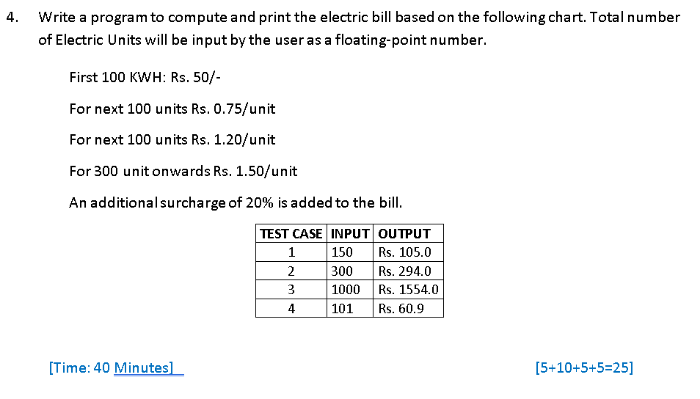 4. Write a program to compute and print the electric bill based on the following chart. Total number
of Electric Units will be input by the user as a floating-point number.
First 100 KWH: Rs. 50/-
For next 100 units Rs. 0.75/unit
For next 100 units Rs. 1.20/unit
For 300 unit onwards Rs. 1.50/unit
An additional surcharge of 20% is added to the bill.
TEST CASE INPUT OUTPUT
1 150 Rs. 105.0
2 300 Rs. 294.0
3 1000 Rs. 1554.0
4 101 Rs. 60.9
[Time: 40 Minutes] [5+10+5+5=25]